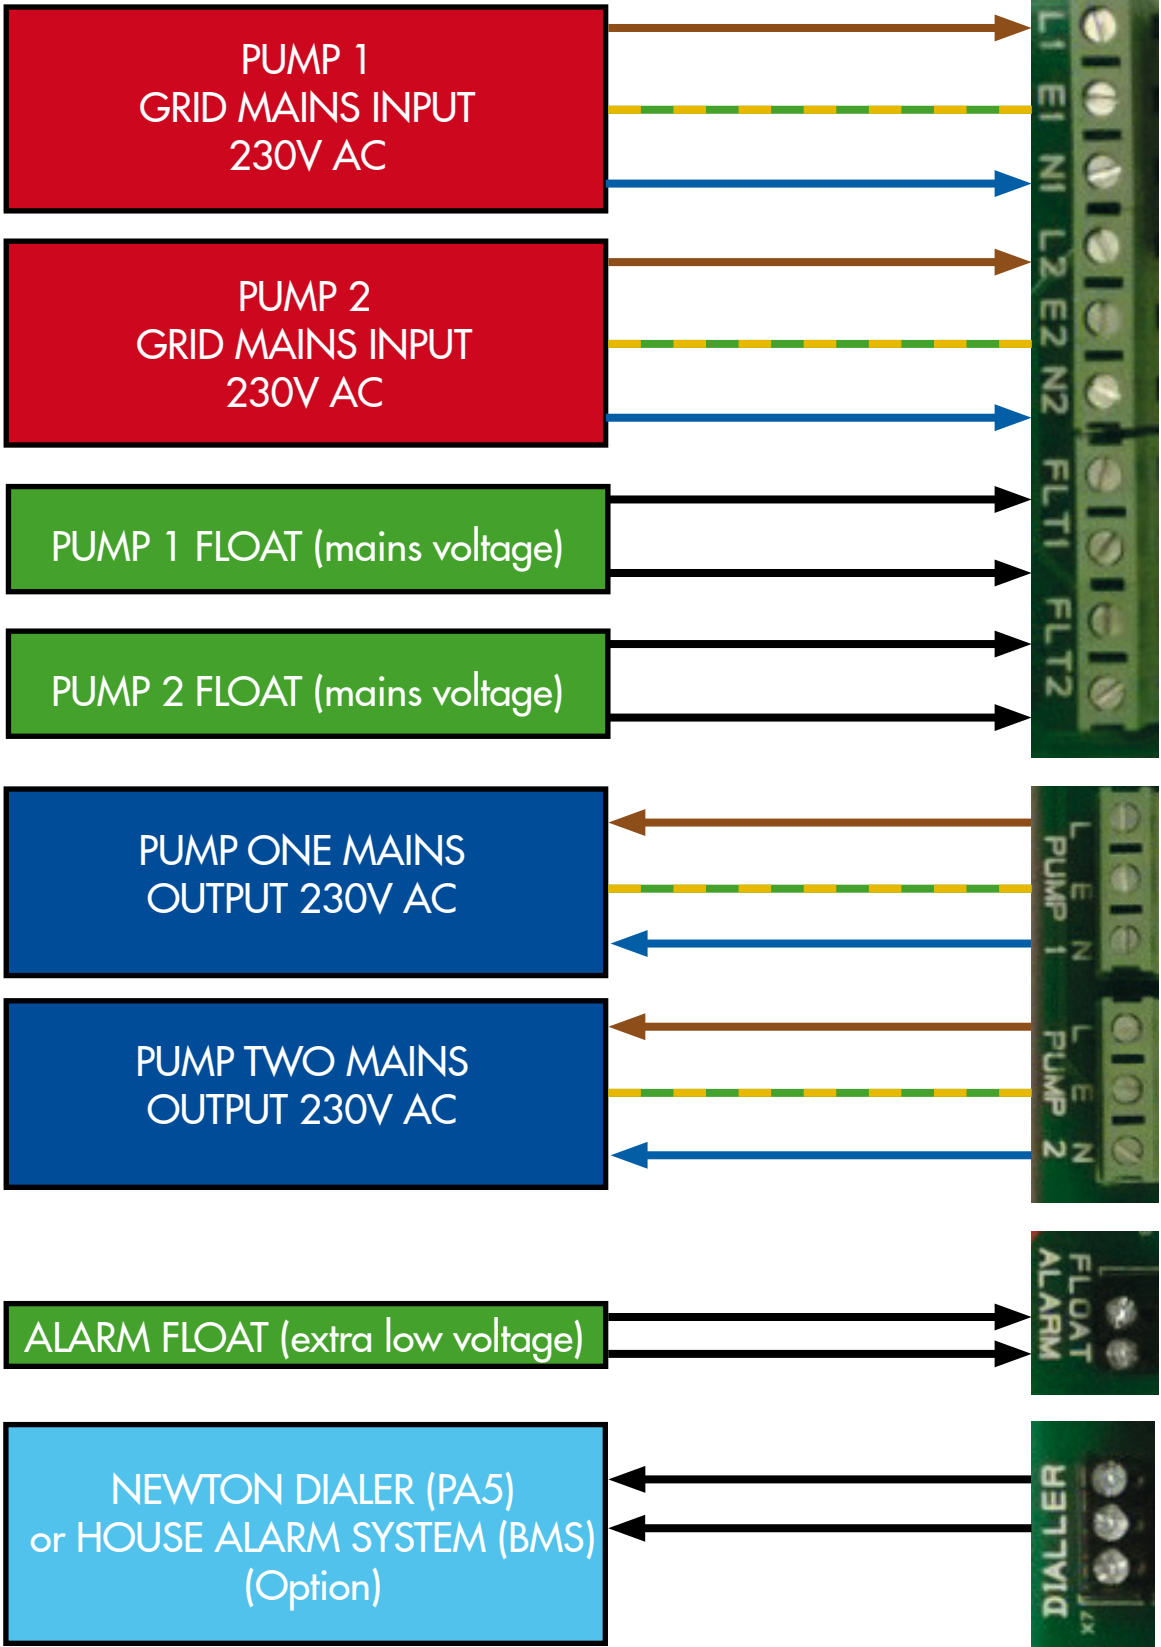 PUMP 1
GRID MAINS INPUT
230V AC
L1
E1
N1
PUMP 2
GRID MAINS INPUT
230V AC
L2
E2
N2
PUMP 1 FLOAT (mains voltage)
FLT1
PUMP 2 FLOAT (mains voltage)
FLT2
PUMP ONE MAINS
OUTPUT 230V AC
L
E
N
PUMP 1
PUMP TWO MAINS
OUTPUT 230V AC
L
E
N
PUMP 2
ALARM FLOAT (extra low voltage)
FLOAT
ALARM
NEWTON DIALER (PA5)
or HOUSE ALARM SYSTEM (BMS)
(Option)
DIALLER
X7